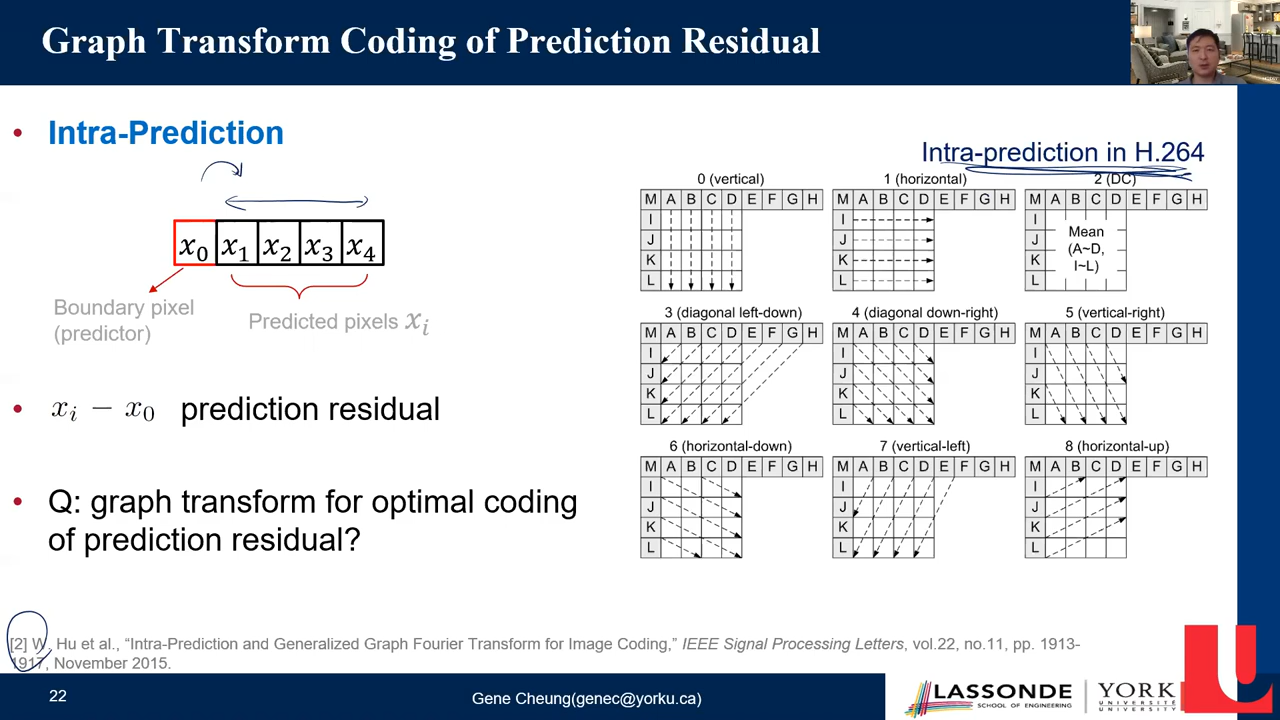 Graph Transform Coding of Prediction Residual
• Intra-Prediction
x₀ x₁ x₂ x₃ x₄
Boundary pixel
(predictor)
Predicted pixels xᵢ
• xᵢ − x₀ prediction residual
• Q: graph transform for optimal coding
of prediction residual?
Intra-prediction in H.264
0 (vertical)
M A B C D E F G H
I
J
K
L
1 (horizontal)
M A B C D E F G H
I
J
K
L
2 (DC)
M A B C D E F G H
I
J
K
L
Mean
(A~D,
I~L)
3 (diagonal left-down)
M A B C D E F G H
I
J
K
L
4 (diagonal down-right)
M A B C D E F G H
I
J
K
L
5 (vertical-right)
M A B C D E F G H
I
J
K
L
6 (horizontal-down)
M A B C D E F G H
I
J
K
L
7 (vertical-left)
M A B C D E F G H
I
J
K
L
8 (horizontal-up)
M A B C D E F G H
I
J
K
L
[2] W. Hu et al., “Intra-Prediction and Generalized Graph Fourier Transform for Image Coding,” IEEE Signal Processing Letters, vol.22, no.11, pp. 1913-
1917, November 2015.
22
Gene Cheung(genec@yorku.ca)
LASSONDE
SCHOOL OF ENGINEERING
YORK
UNIVERSITÉ
UNIVERSITY
U